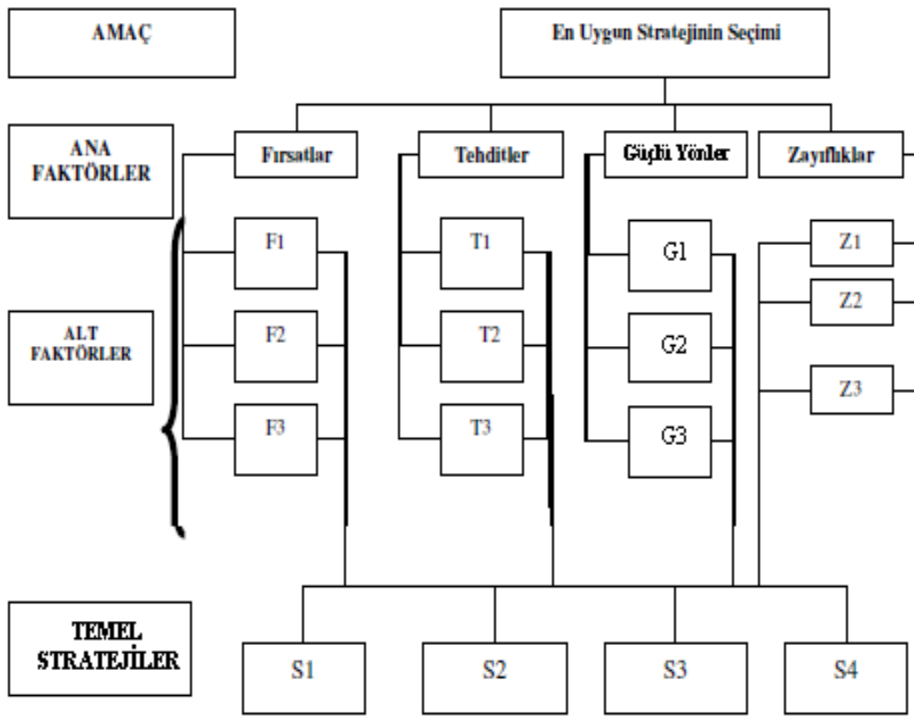 AMAÇ
En Uygun Stratejinin Seçimi
ANA
FAKTÖRLER
Fırsatlar
Tehditler
Güçlü Yönler
Zayıflıklar
F1
T1
G1
Z1
Z2
ALT
FAKTÖRLER
F2
T2
G2
F3
T3
G3
Z3
TEMEL
STRATEJİLER
S1
S2
S3
S4